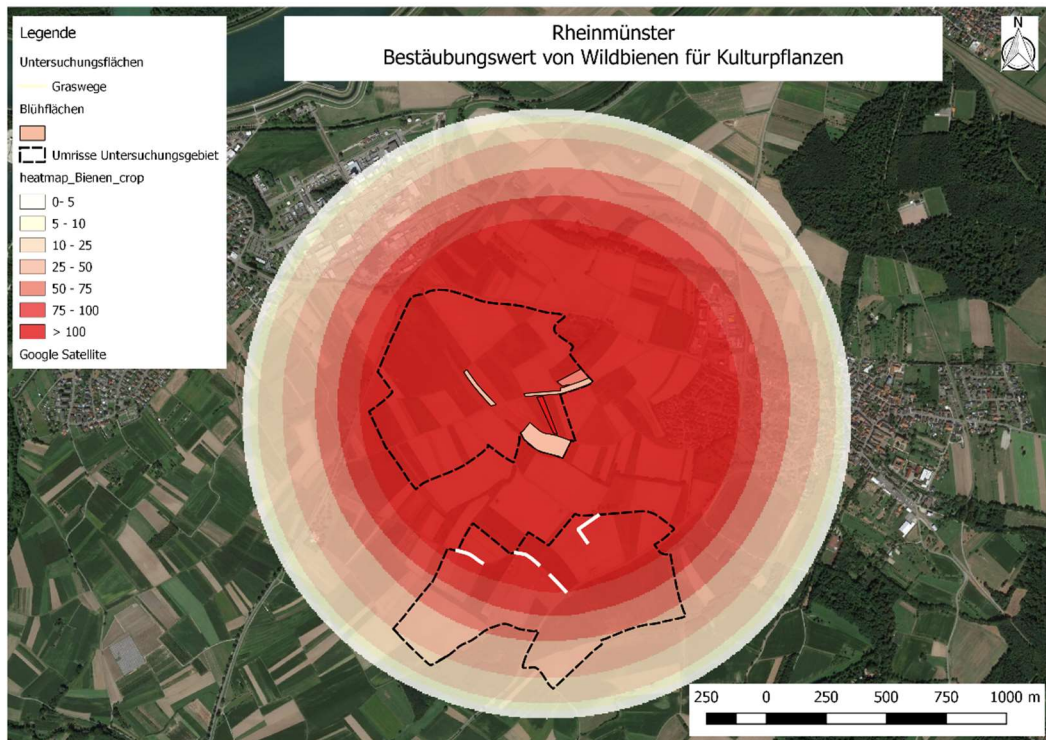 Rheinmünster
Bestäubungswert von Wildbienen für Kulturpflanzen
N
Legende
Untersuchungsflächen
Graswege
Blühflächen
Umrisse Untersuchungsgebiet
heatmap_Bienen_crop
0- 5
5 - 10
10 - 25
25 - 50
50 - 75
75 - 100
> 100
Google Satellite
250 0 250 500 750 1000 m